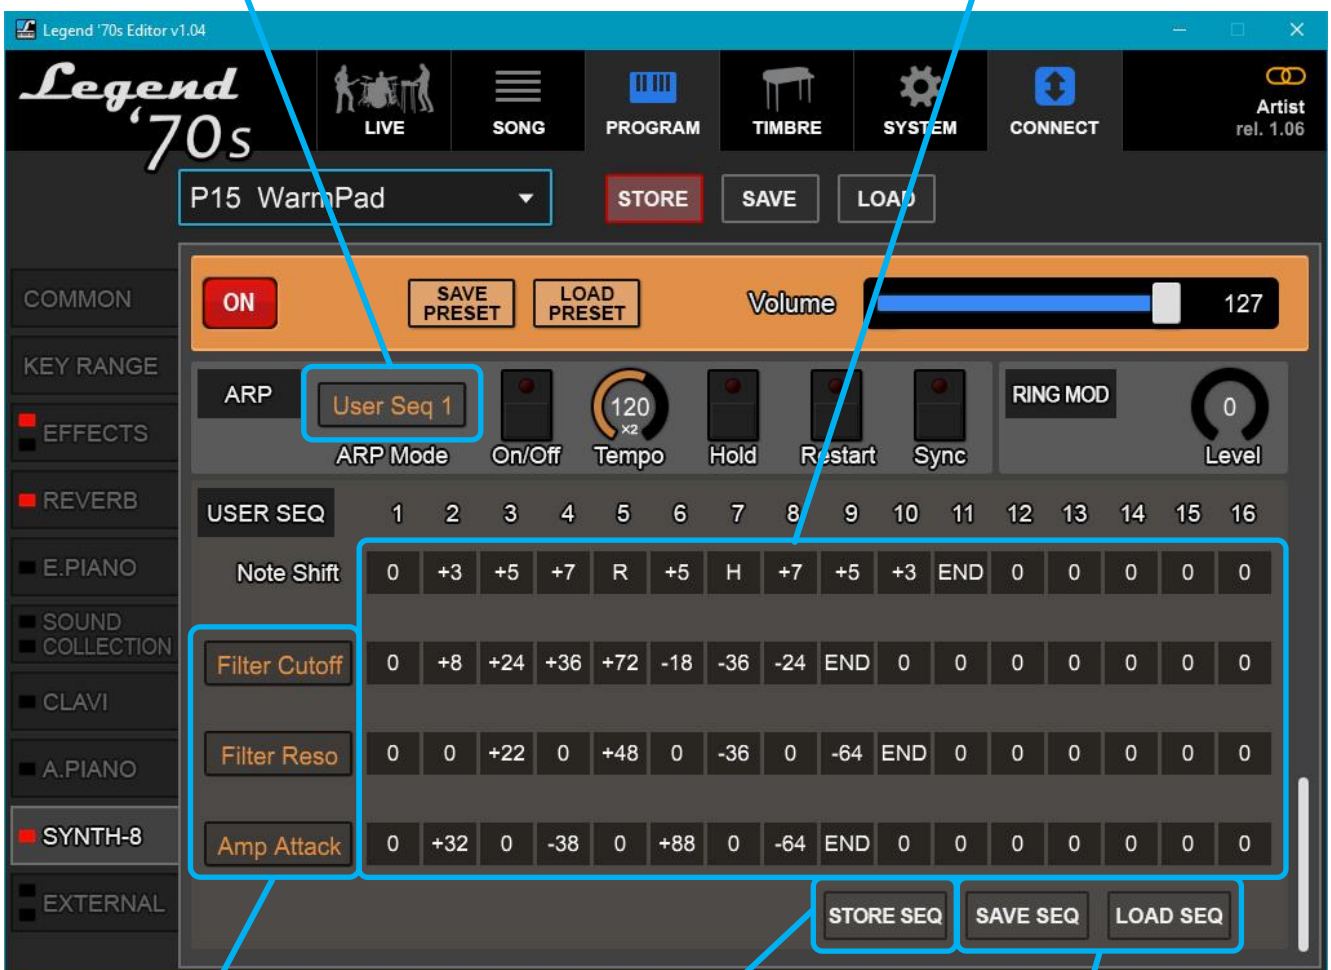 Legend '70s Editor v1.04
Legend '70s
LIVE
SONG
PROGRAM
TIMBRE
SYSTEM
CONNECT
Artist
rel. 1.06
P15 WarmPad
STORE
SAVE
LOAD
COMMON
KEY RANGE
EFFECTS
REVERB
E.PIANO
SOUND
COLLECTION
CLAVI
A.PIANO
SYNTH-8
EXTERNAL
ON
SAVE
PRESET
LOAD
PRESET
Volume
127
ARP
User Seq 1
ARP Mode
On/Off
120
×2
Tempo
Hold
Restart
Sync
RING MOD
0
Level
USER SEQ 1 2 3 4 5 6 7 8 9 10 11 12 13 14 15 16
Note Shift 0 +3 +5 +7 R +5 H +7 +5 +3 END 0 0 0 0 0
Filter Cutoff 0 +8 +24 +36 +72 -18 -36 -24 END 0 0 0 0 0 0 0
Filter Reso 0 0 +22 0 +48 0 -36 0 -64 END 0 0 0 0 0 0
Amp Attack 0 +32 0 -38 0 +88 0 -64 END 0 0 0 0 0 0 0
STORE SEQ
SAVE SEQ
LOAD SEQ